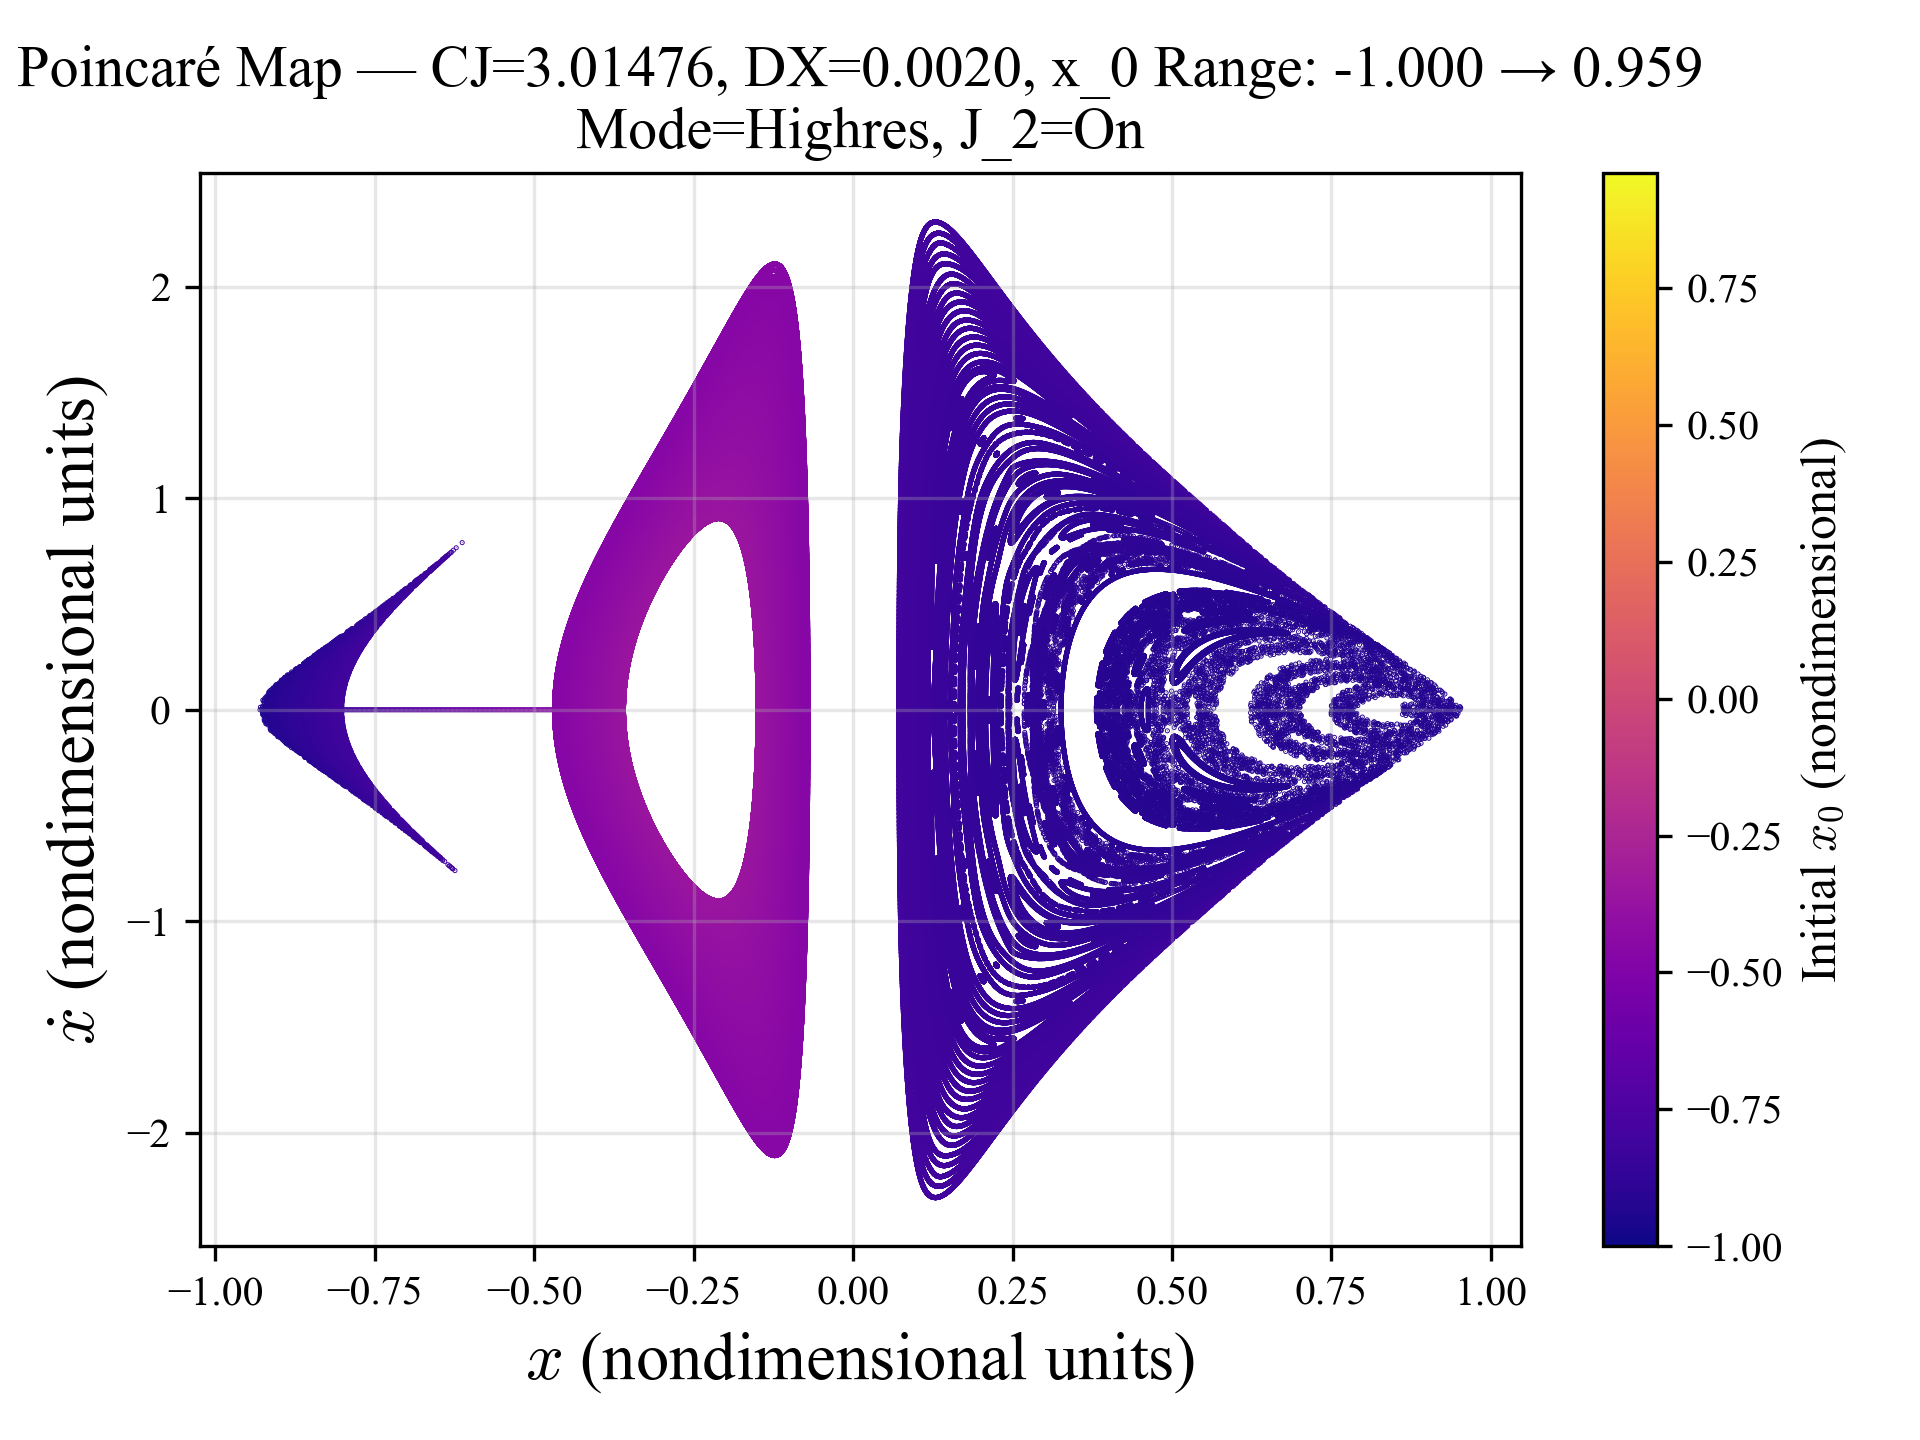 Poincaré Map — CJ=3.01476, DX=0.0020, x_0 Range: -1.000 → 0.959
Mode=Highres, J_2=On
ẋ (nondimensional units)
2
1
0
−1
−2
−1.00 −0.75 −0.50 −0.25 0.00 0.25 0.50 0.75 1.00
x (nondimensional units)
0.75
0.50
0.25
0.00
−0.25
−0.50
−0.75
−1.00
Initial x₀ (nondimensional)